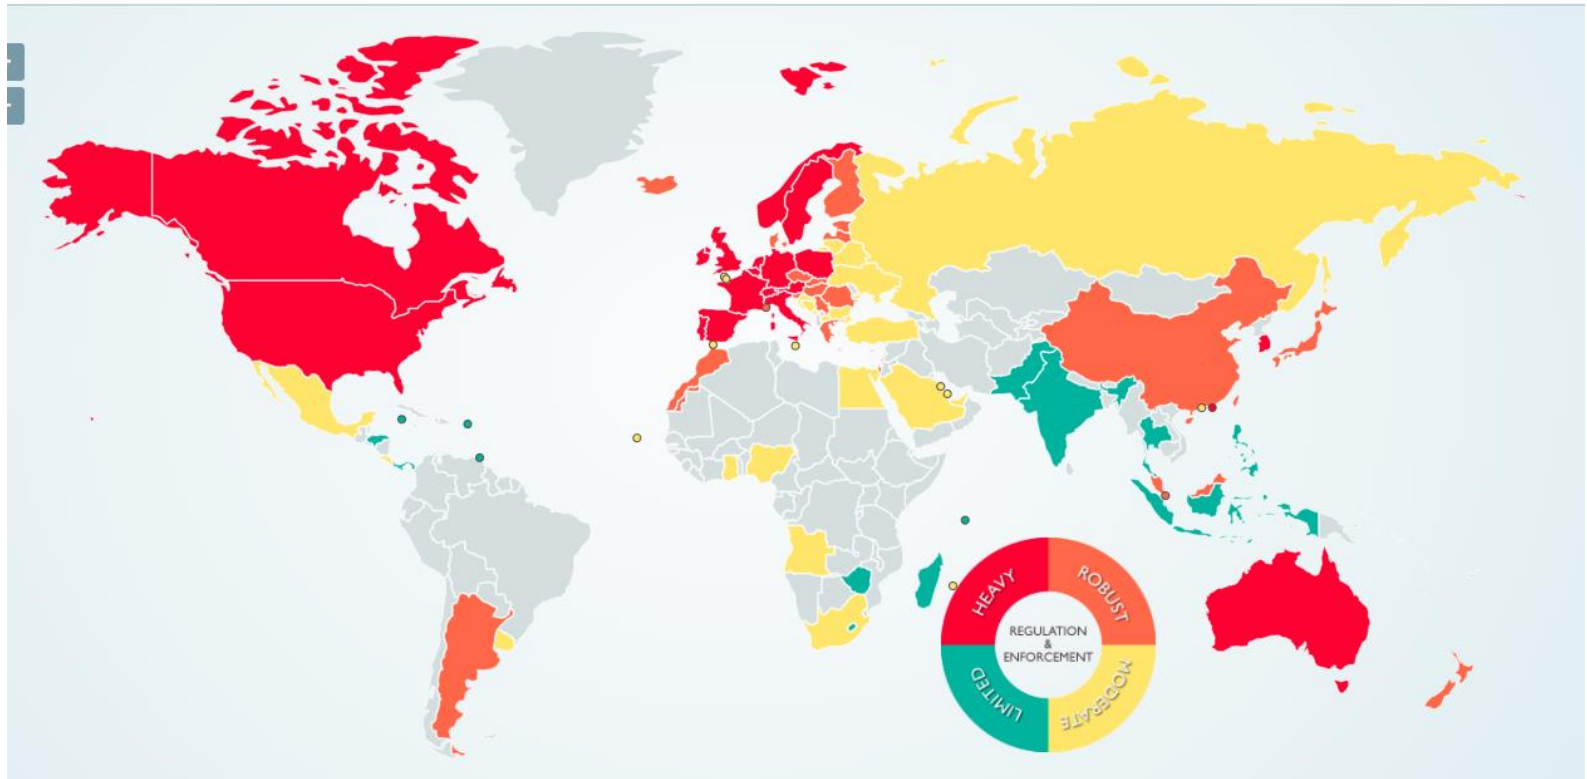 HEAVY
ROBUST
REGULATION
&
ENFORCEMENT
LIMITED
MODERATE